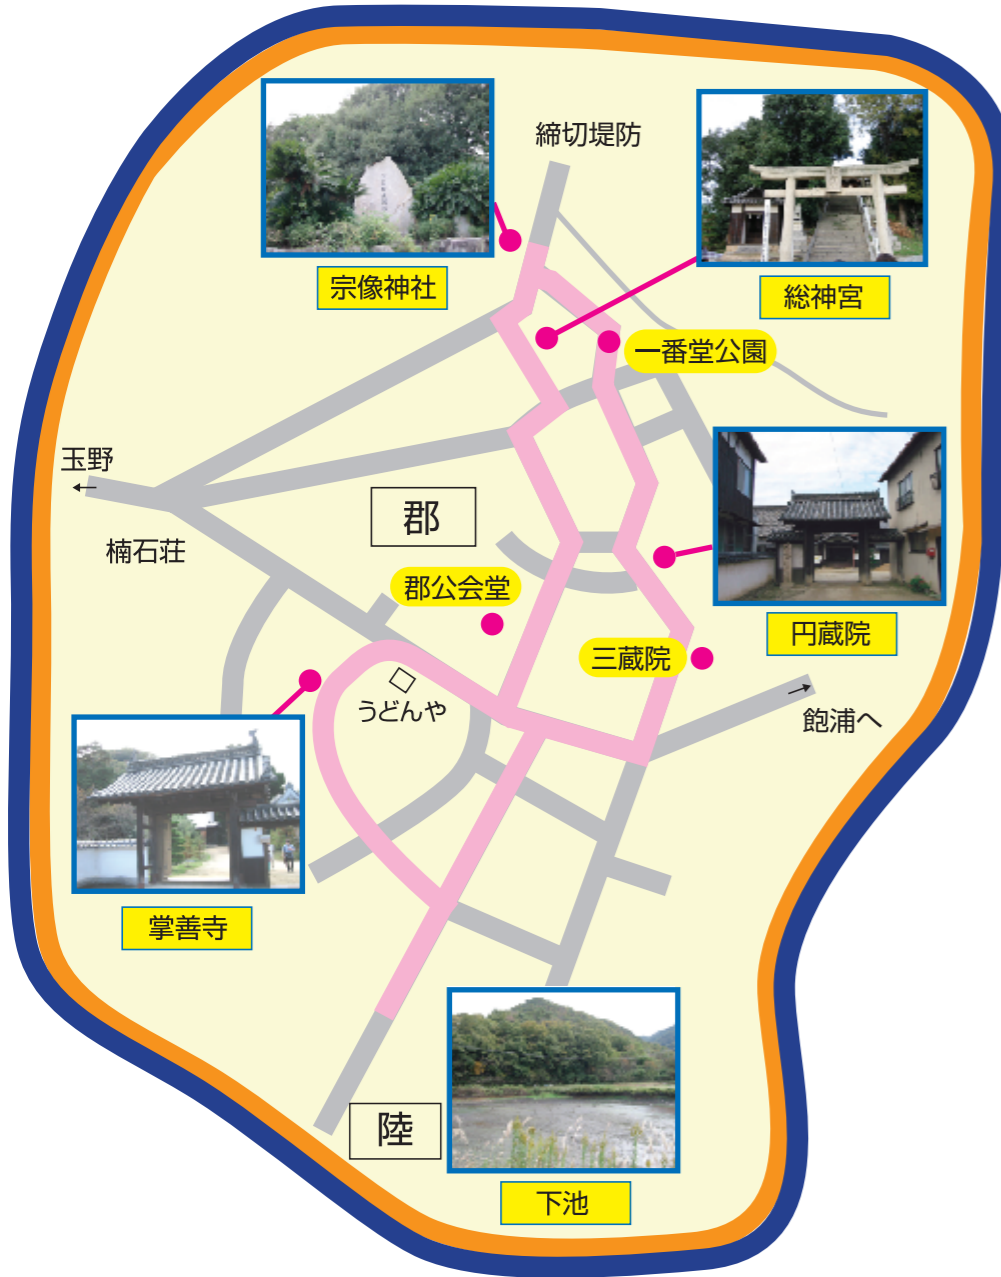 締切堤防
宗像神社
総神宮
一番堂公園
玉野
←
楠石荘
郡
郡公会堂
円蔵院
三蔵院
→
飽浦へ
うどんや
掌善寺
陸
下池